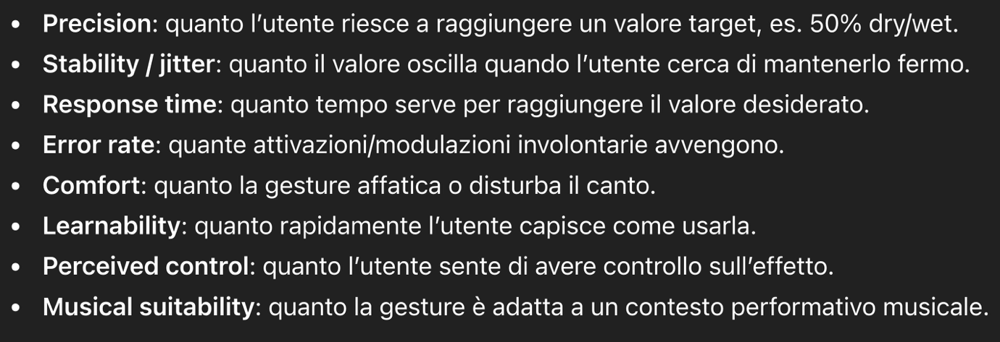 • Precision: quanto l’utente riesce a raggiungere un valore target, es. 50% dry/wet.
• Stability / jitter: quanto il valore oscilla quando l’utente cerca di mantenerlo fermo.
• Response time: quanto tempo serve per raggiungere il valore desiderato.
• Error rate: quante attivazioni/modulazioni involontarie avvengono.
• Comfort: quanto la gesture affatica o disturba il canto.
• Learnability: quanto rapidamente l’utente capisce come usarla.
• Perceived control: quanto l’utente sente di avere controllo sull’effetto.
• Musical suitability: quanto la gesture è adatta a un contesto performativo musicale.